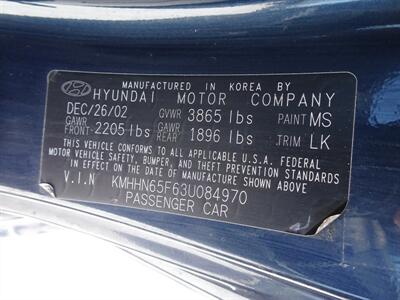 MANUFACTURED IN KOREA BY
HYUNDAI MOTOR COMPANY
DEC/26/02 GVWR 3865 lbs PAINT MS
GAWR FRONT 2205 lbs GAWR REAR 1896 lbs TRIM LK
THIS VEHICLE CONFORMS TO ALL APPLICABLE U.S.A. FEDERAL
MOTOR VEHICLE SAFETY, BUMPER, AND THEFT PREVENTION STANDARDS
IN EFFECT ON THE DATE OF MANUFACTURE SHOWN ABOVE
V.I.N KMHHN65F63U084970
PASSENGER CAR